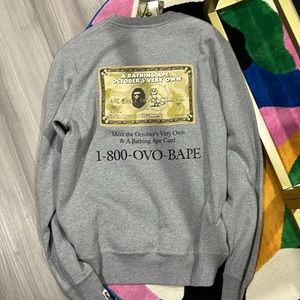 A BATHING APE
OCTOBER'S VERY OWN
Meet the October's Very Own
& A Bathing Ape Card.
1-800-OVO-BAPE